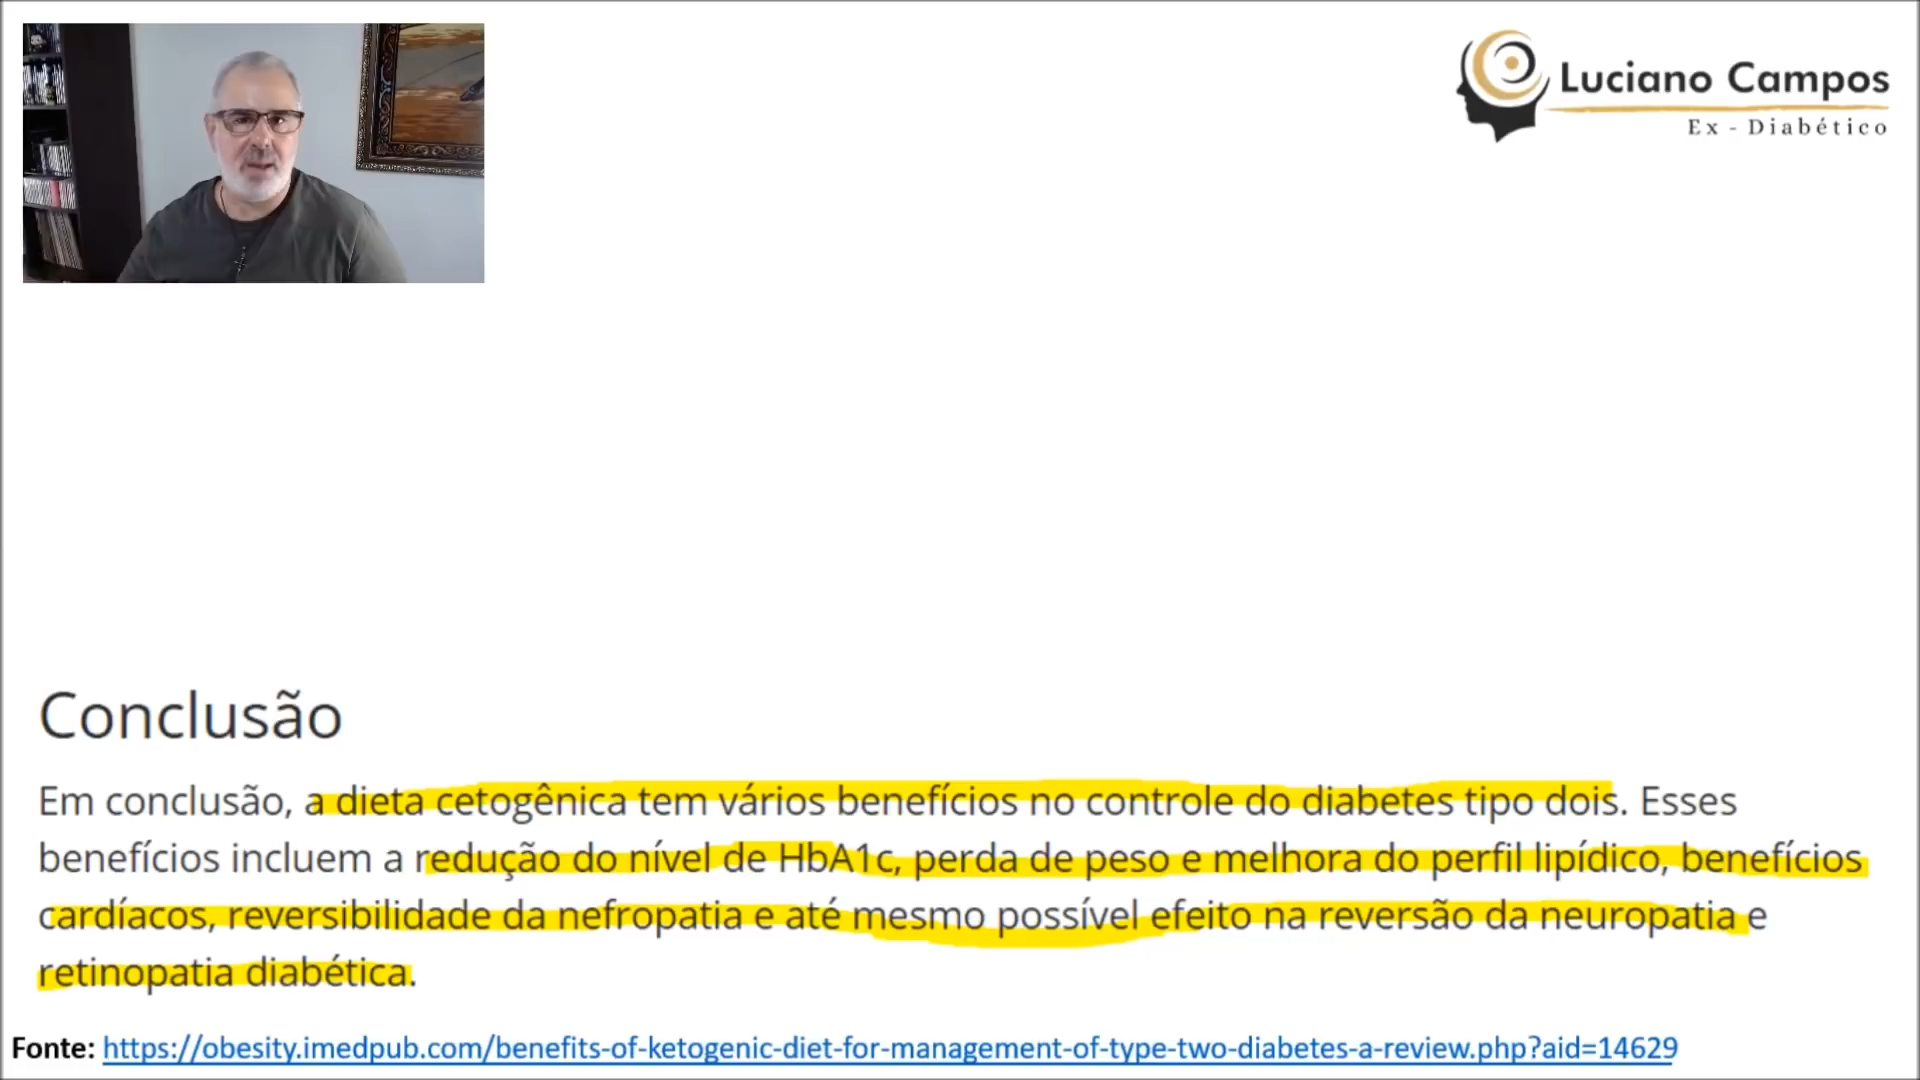 Luciano Campos
Ex - Diabético
Conclusão
Em conclusão, a dieta cetogênica tem vários benefícios no controle do diabetes tipo dois. Esses
benefícios incluem a redução do nível de HbA1c, perda de peso e melhora do perfil lipídico, benefícios
cardíacos, reversibilidade da nefropatia e até mesmo possível efeito na reversão da neuropatia e
retinopatia diabética.
Fonte: https://obesity.imedpub.com/benefits-of-ketogenic-diet-for-management-of-type-two-diabetes-a-review.php?aid=14629